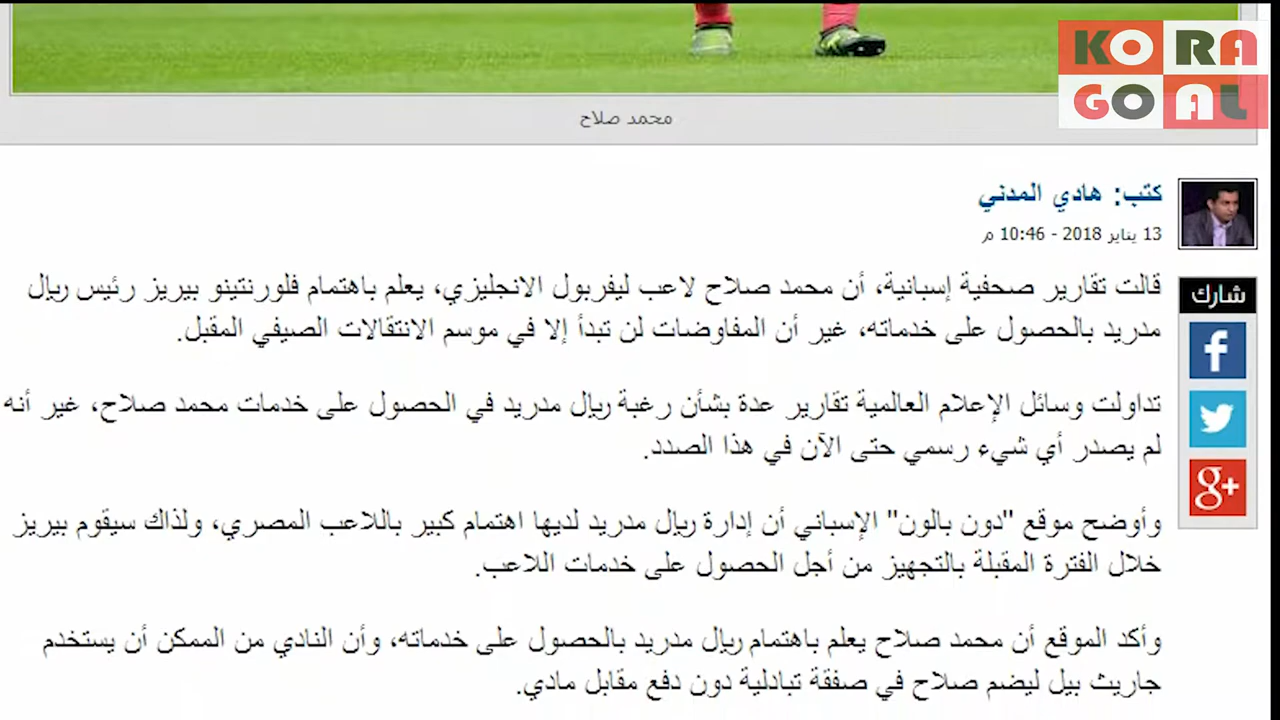 KORA
GOAL
محمد صلاح
كتب: هادي المدني
13 يناير 2018 - 10:46 م
شارك
قالت تقارير صحفية إسبانية، أن محمد صلاح لاعب ليفربول الانجليزي، يعلم باهتمام فلورنتينو بيريز رئيس ريال
مدريد بالحصول على خدماته، غير أن المفاوضات لن تبدأ إلا في موسم الانتقالات الصيفي المقبل.
تداولت وسائل الإعلام العالمية تقارير عدة بشأن رغبة ريال مدريد في الحصول على خدمات محمد صلاح، غير أنه
لم يصدر أي شيء رسمي حتى الآن في هذا الصدد.
وأوضح موقع "دون بالون" الإسباني أن إدارة ريال مدريد لديها اهتمام كبير باللاعب المصري، ولذاك سيقوم بيريز
خلال الفترة المقبلة بالتجهيز من أجل الحصول على خدمات اللاعب.
وأكد الموقع أن محمد صلاح يعلم باهتمام ريال مدريد بالحصول على خدماته، وأن النادي من الممكن أن يستخدم
جاريث بيل ليضم صلاح في صفقة تبادلية دون دفع مقابل مادي.